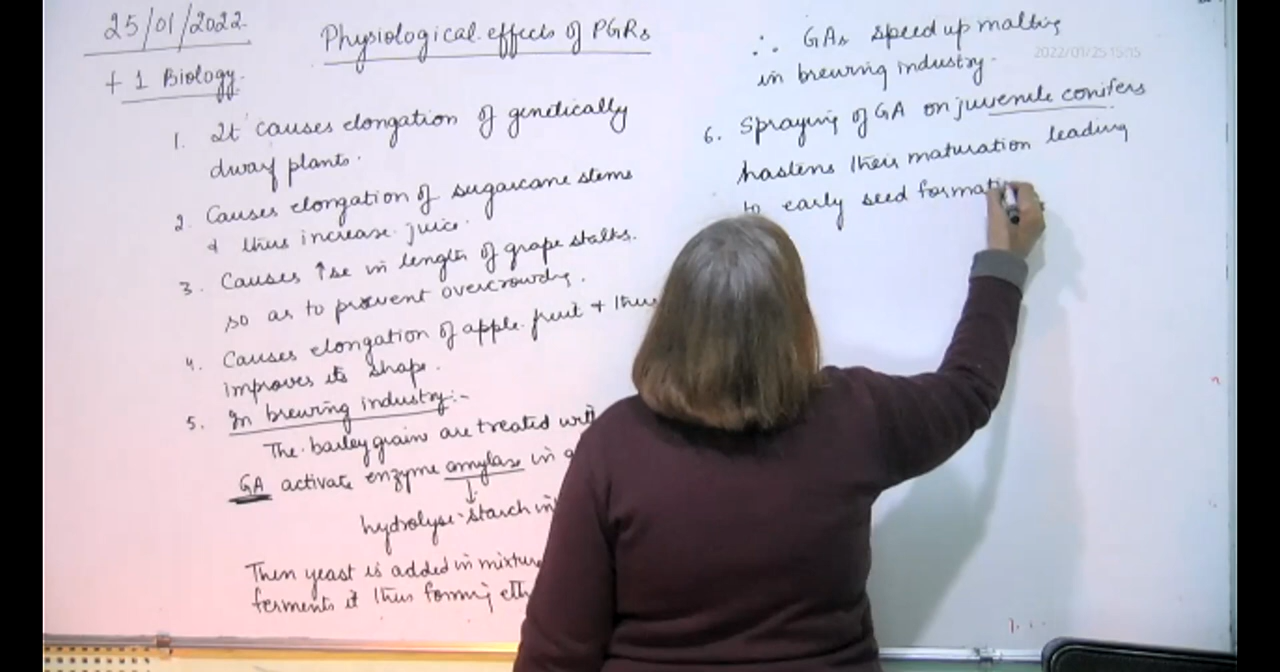 25/01/2022
+ 1 Biology.
Physiological effects of PGRs
1. It causes elongation of genetically
dwarf plants.
2. Causes elongation of sugarcane stems
& thus increase juice.
3. Causes ↑se in length of grape stalks.
so as to prevent overcrowding.
4. Causes elongation of apple fruit & thus
improves its shape.
5. In brewing industry:-
The barley grains are treated with
GA activate enzyme amylase in
↓
hydrolyse starch
Then yeast is added in mixture
ferments it thus forming
∴ GAs speed up malting
in brewing industry.
2022/01/25 15:15
6. Spraying of GA on juvenile conifers
hastens their maturation leading
to early seed formati